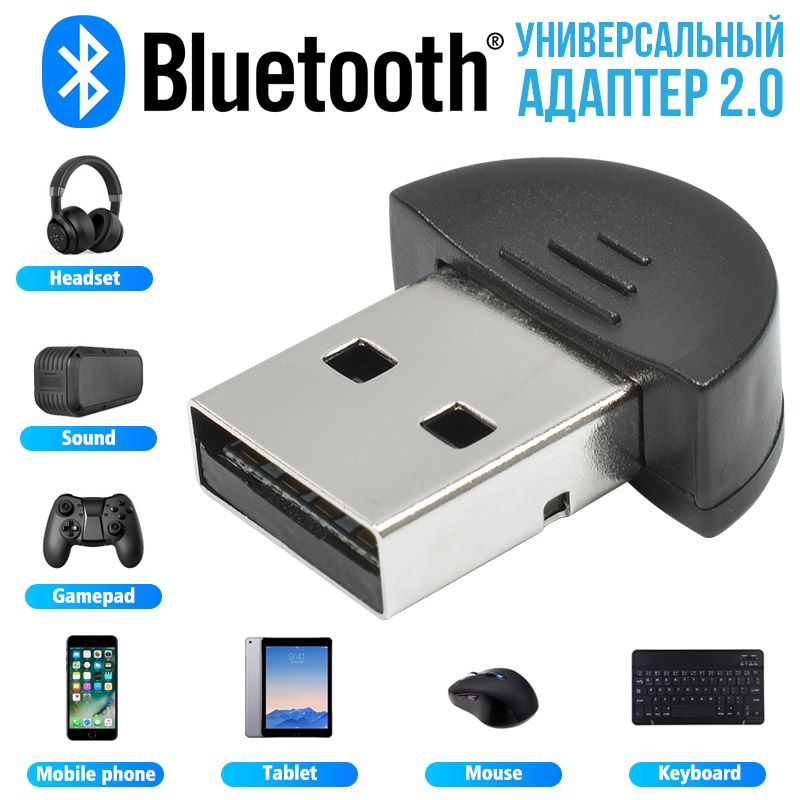 Bluetooth®
УНИВЕРСАЛЬНЫЙ
АДАПТЕР 2.0
Headset
Sound
Gamepad
Mobile phone
Tablet
Mouse
Keyboard